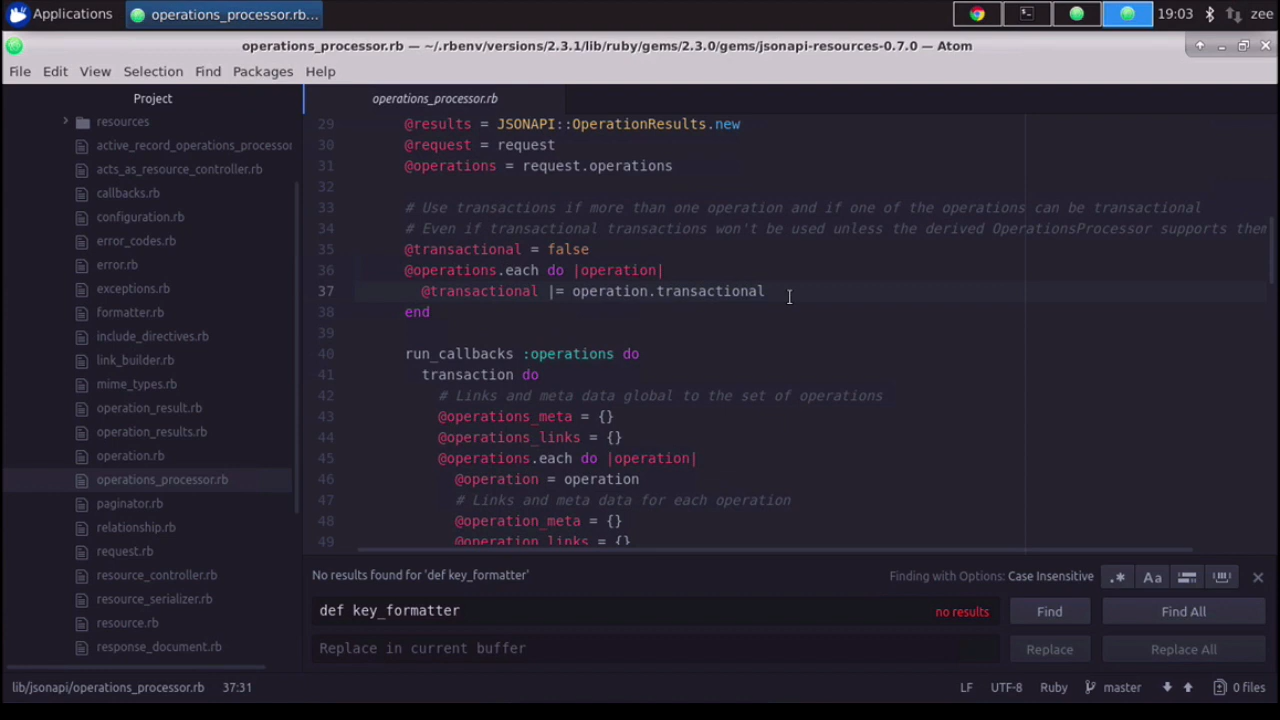 Applications
operations_processor.rb...
19:03
zee
operations_processor.rb — ~/.rbenv/versions/2.3.1/lib/ruby/gems/2.3.0/gems/jsonapi-resources-0.7.0 — Atom
File Edit View Selection Find Packages Help
Project
resources
active_record_operations_processor
acts_as_resource_controller.rb
callbacks.rb
configuration.rb
error_codes.rb
error.rb
exceptions.rb
formatter.rb
include_directives.rb
link_builder.rb
mime_types.rb
operation_result.rb
operation_results.rb
operation.rb
operations_processor.rb
paginator.rb
relationship.rb
request.rb
resource_controller.rb
resource_serializer.rb
resource.rb
response_document.rb
operations_processor.rb
29 @results = JSONAPI::OperationResults.new
30 @request = request
31 @operations = request.operations
32
33 # Use transactions if more than one operation and if one of the operations can be transactional
34 # Even if transactional transactions won't be used unless the derived OperationsProcessor supports them
35 @transactional = false
36 @operations.each do |operation|
37 @transactional |= operation.transactional
38 end
39
40 run_callbacks :operations do
41 transaction do
42 # Links and meta data global to the set of operations
43 @operations_meta = {}
44 @operations_links = {}
45 @operations.each do |operation|
46 @operation = operation
47 # Links and meta data for each operation
48 @operation_meta = {}
49 @operation_links = {}
No results found for 'def key_formatter'
Finding with Options: Case Insensitive
.* Aa
def key_formatter
no results
Find
Find All
Replace in current buffer
Replace
Replace All
lib/jsonapi/operations_processor.rb 37:31
LF UTF-8 Ruby master 0 files